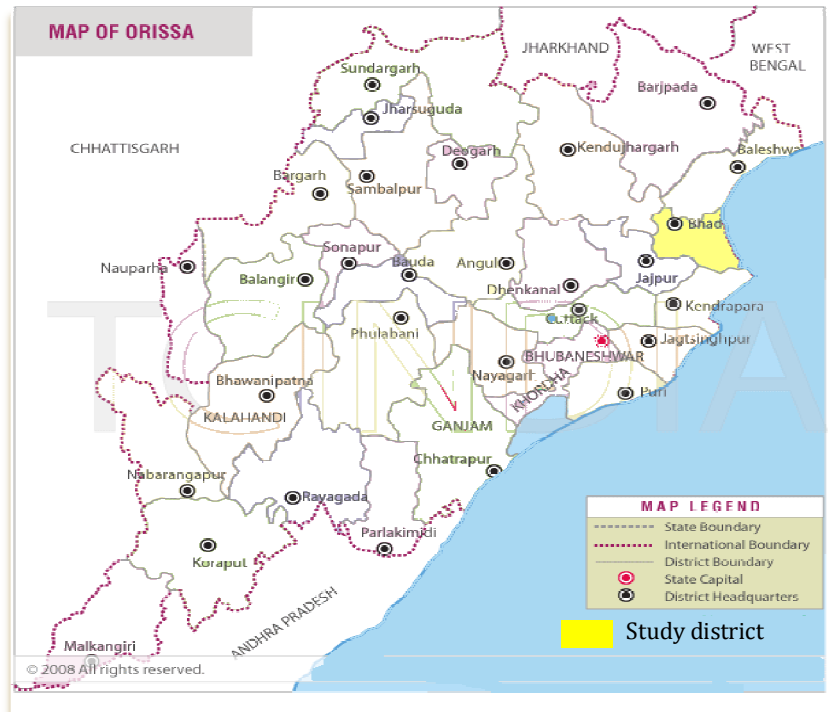 MAP OF ORISSA
JHARKHAND
WEST
BENGAL
Sundargarh
Barjpada
Jharsuguda
CHHATTISGARH
Deogarh
Kendujhargarh
Baleshwa
Bargarh
Sambalpur
Bhad
Sonapur
Nauparha
Balangir
Bauda
Angul
Jajpur
Dhenkanal
Kendrapara
Cuttack
Phulabani
Jagtsinghpur
BHUBANESHWAR
Nayagarh
Bhawanipatna
KHORDHA
Puri
KALAHANDI
GANJAM
Chhatrapur
Nabarangapur
Rayagada
Parlakimidi
Koraput
MAP LEGEND
State Boundary
International Boundary
District Boundary
State Capital
District Headquarters
ANDHRA PRADESH
Study district
Malkangiri
© 2008 All rights reserved.